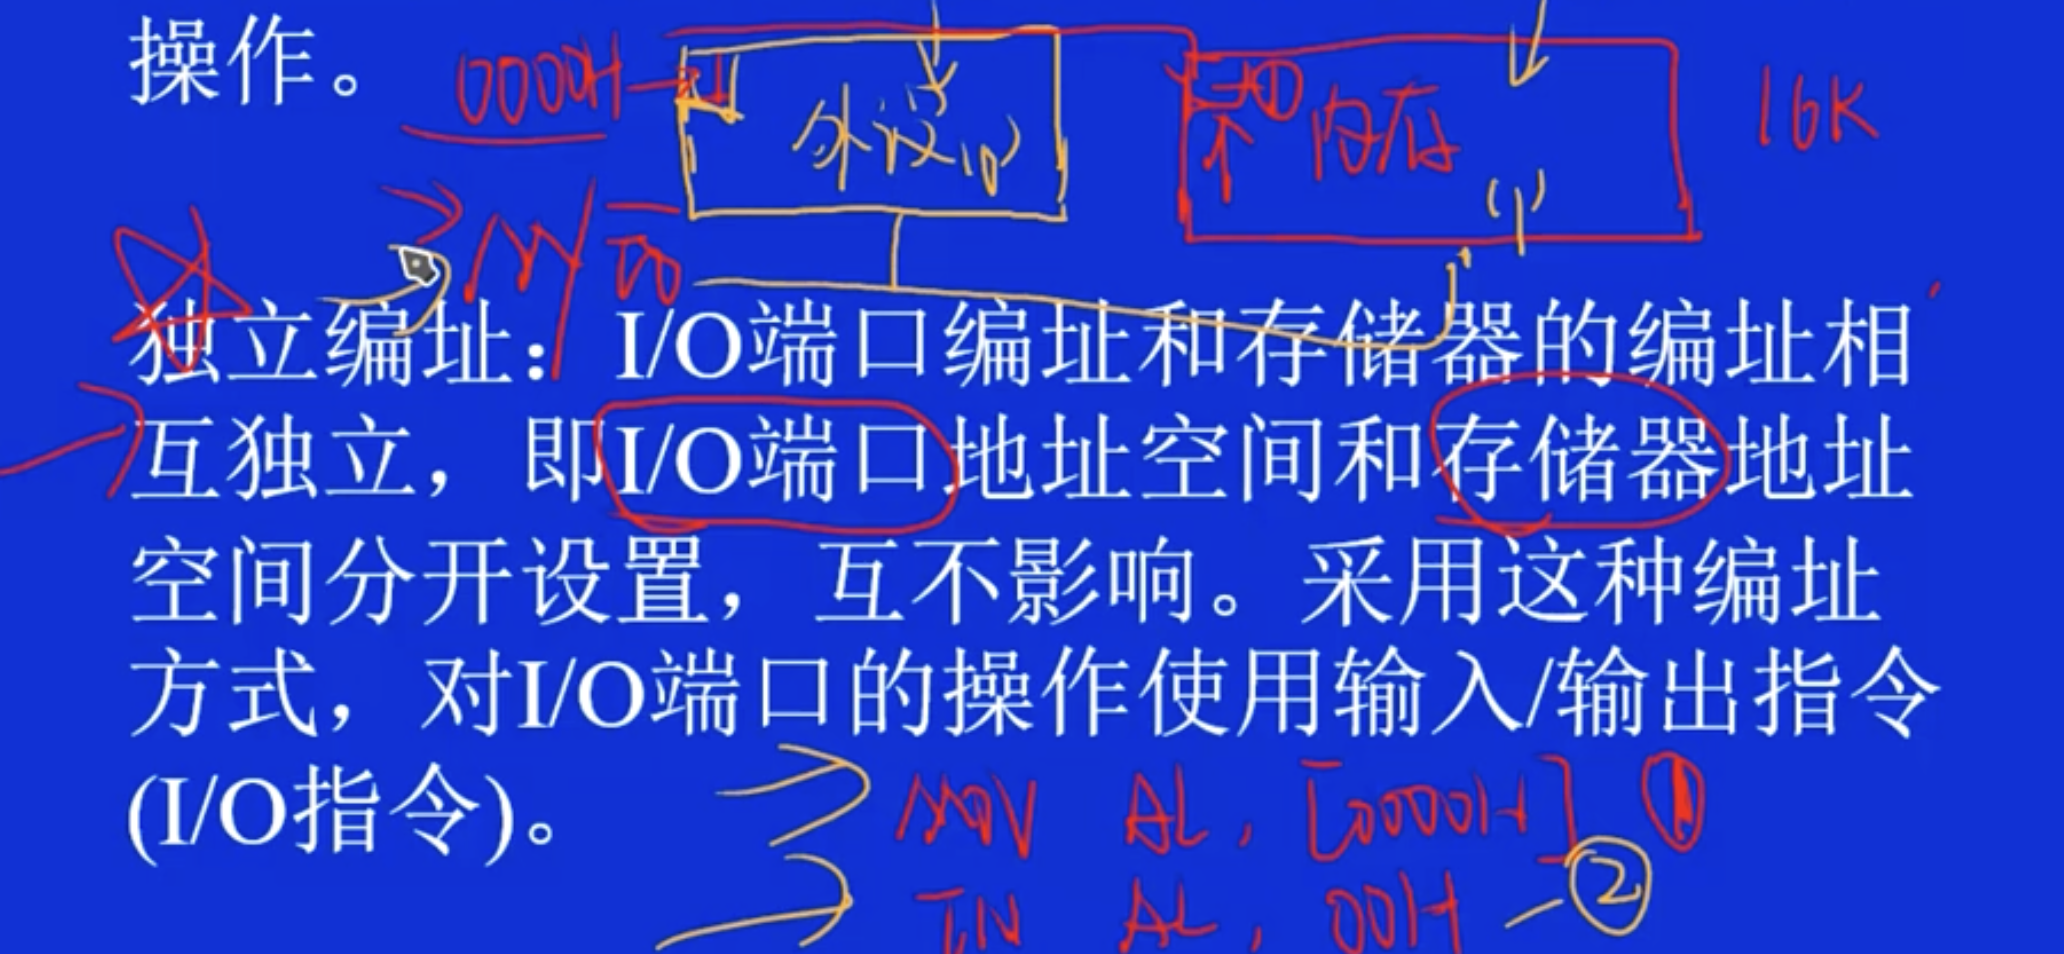 操作。
0000H
外设
内存
16K
M/IO
独立编址：I/O端口编址和存储器的编址相
互独立，即I/O端口地址空间和存储器地址
空间分开设置，互不影响。采用这种编址
方式，对I/O端口的操作使用输入/输出指令
(I/O指令)。
MOV AL, [0000H] ①
IN AL, 00H — ②